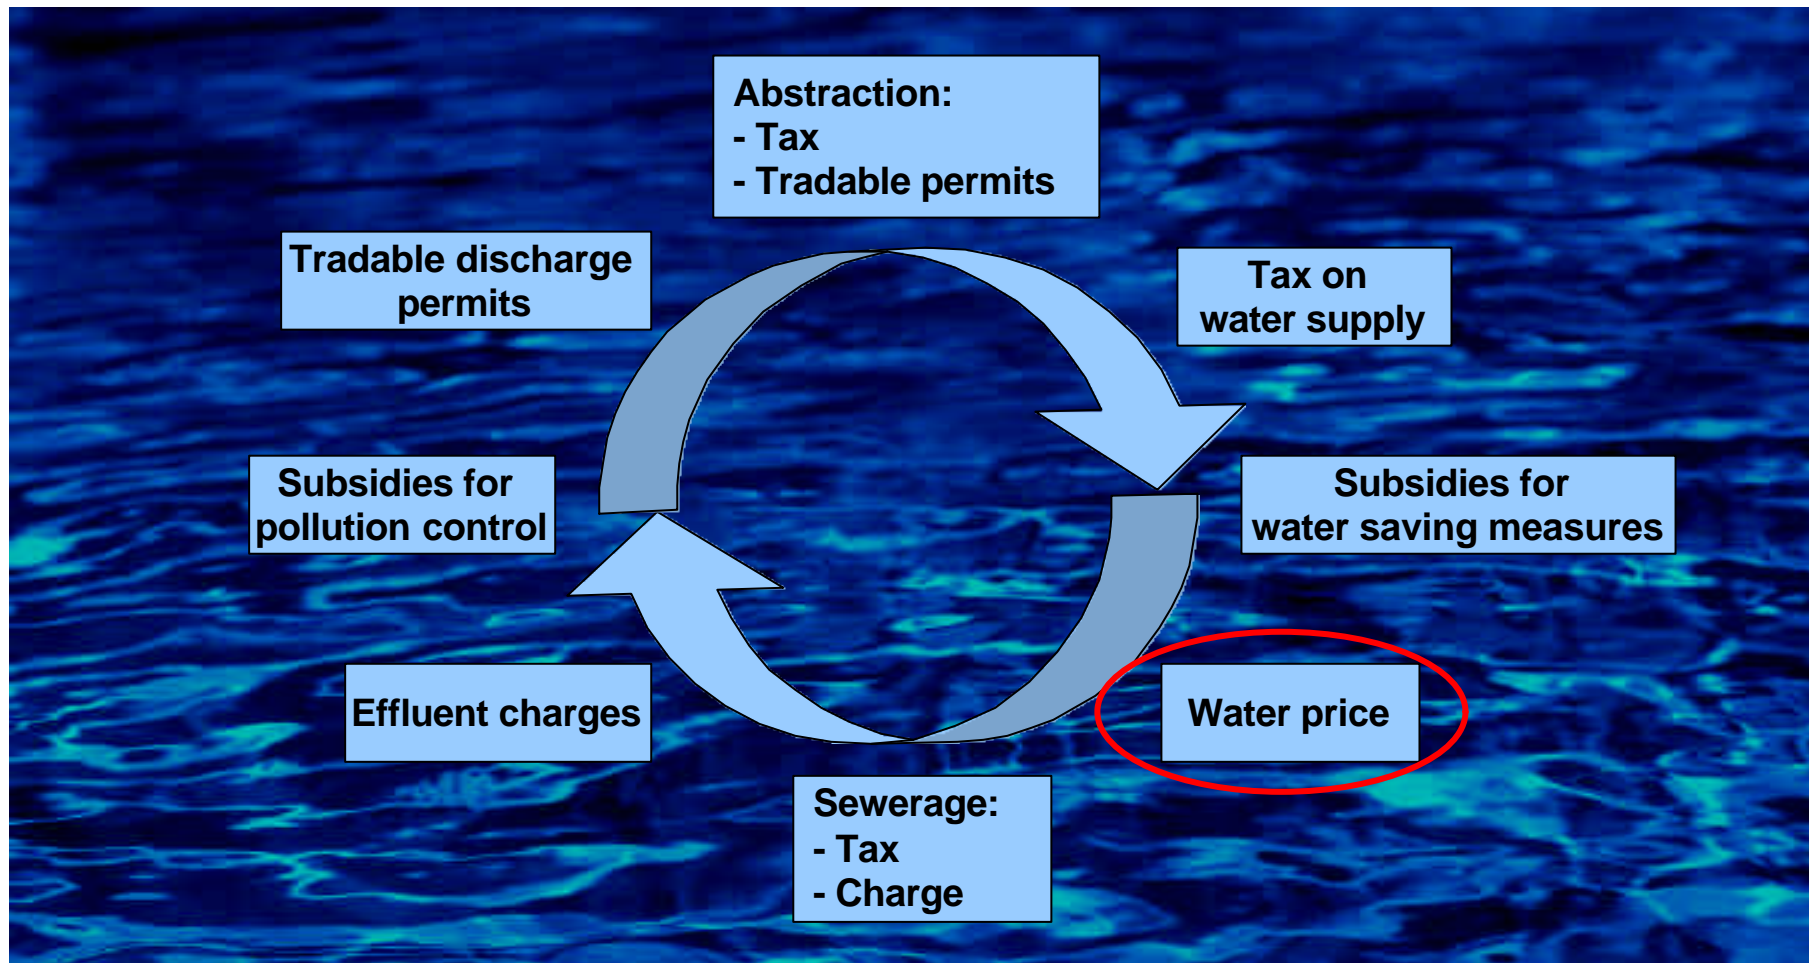 Abstraction:
- Tax
- Tradable permits
Tradable discharge
permits
Tax on
water supply
Subsidies for
pollution control
Subsidies for
water saving measures
Effluent charges
Water price
Sewerage:
- Tax
- Charge